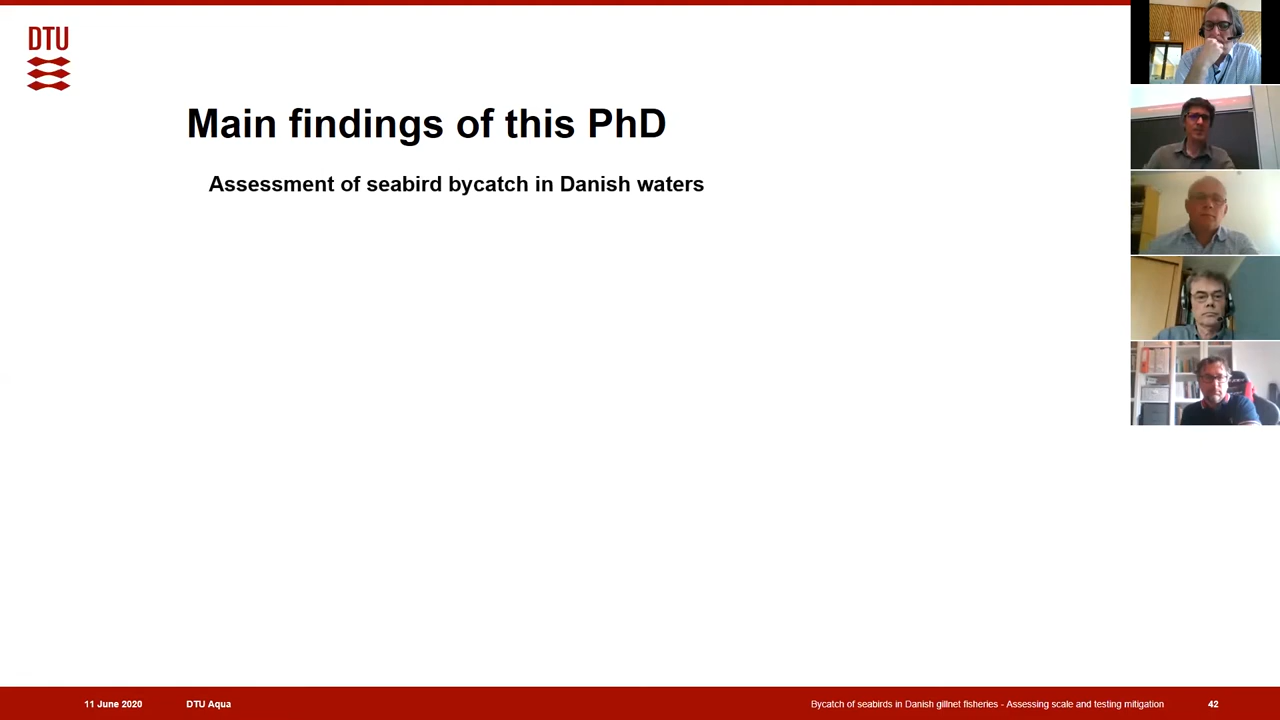 DTU
Main findings of this PhD
Assessment of seabird bycatch in Danish waters
11 June 2020 DTU Aqua Bycatch of seabirds in Danish gillnet fisheries - Assessing scale and testing mitigation 42